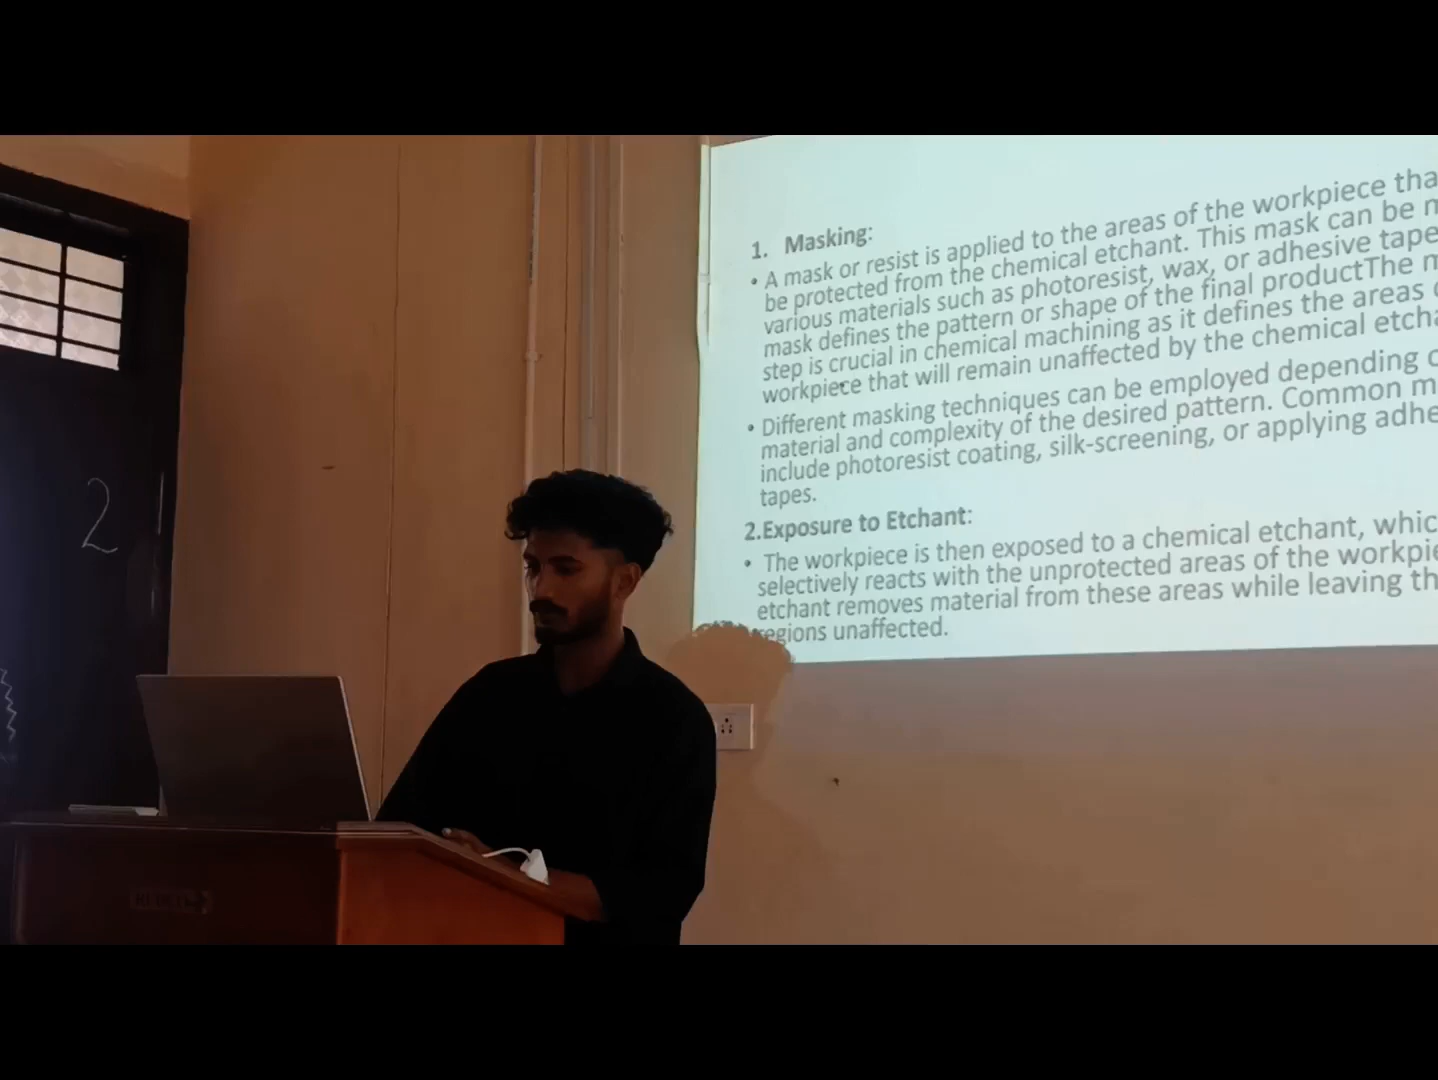 2
1. Masking:
• A mask or resist is applied to the areas of the workpiece tha
be protected from the chemical etchant. This mask can be
various materials such as photoresist, wax, or adhesive tape
mask defines the pattern or shape of the final productThe
step is crucial in chemical machining as it defines the areas
workpiece that will remain unaffected by the chemical etch
• Different masking techniques can be employed depending
material and complexity of the desired pattern. Common m
include photoresist coating, silk-screening, or applying adhe
tapes.
2.Exposure to Etchant:
• The workpiece is then exposed to a chemical etchant, whic
selectively reacts with the unprotected areas of the workpie
etchant removes material from these areas while leaving th
regions unaffected.